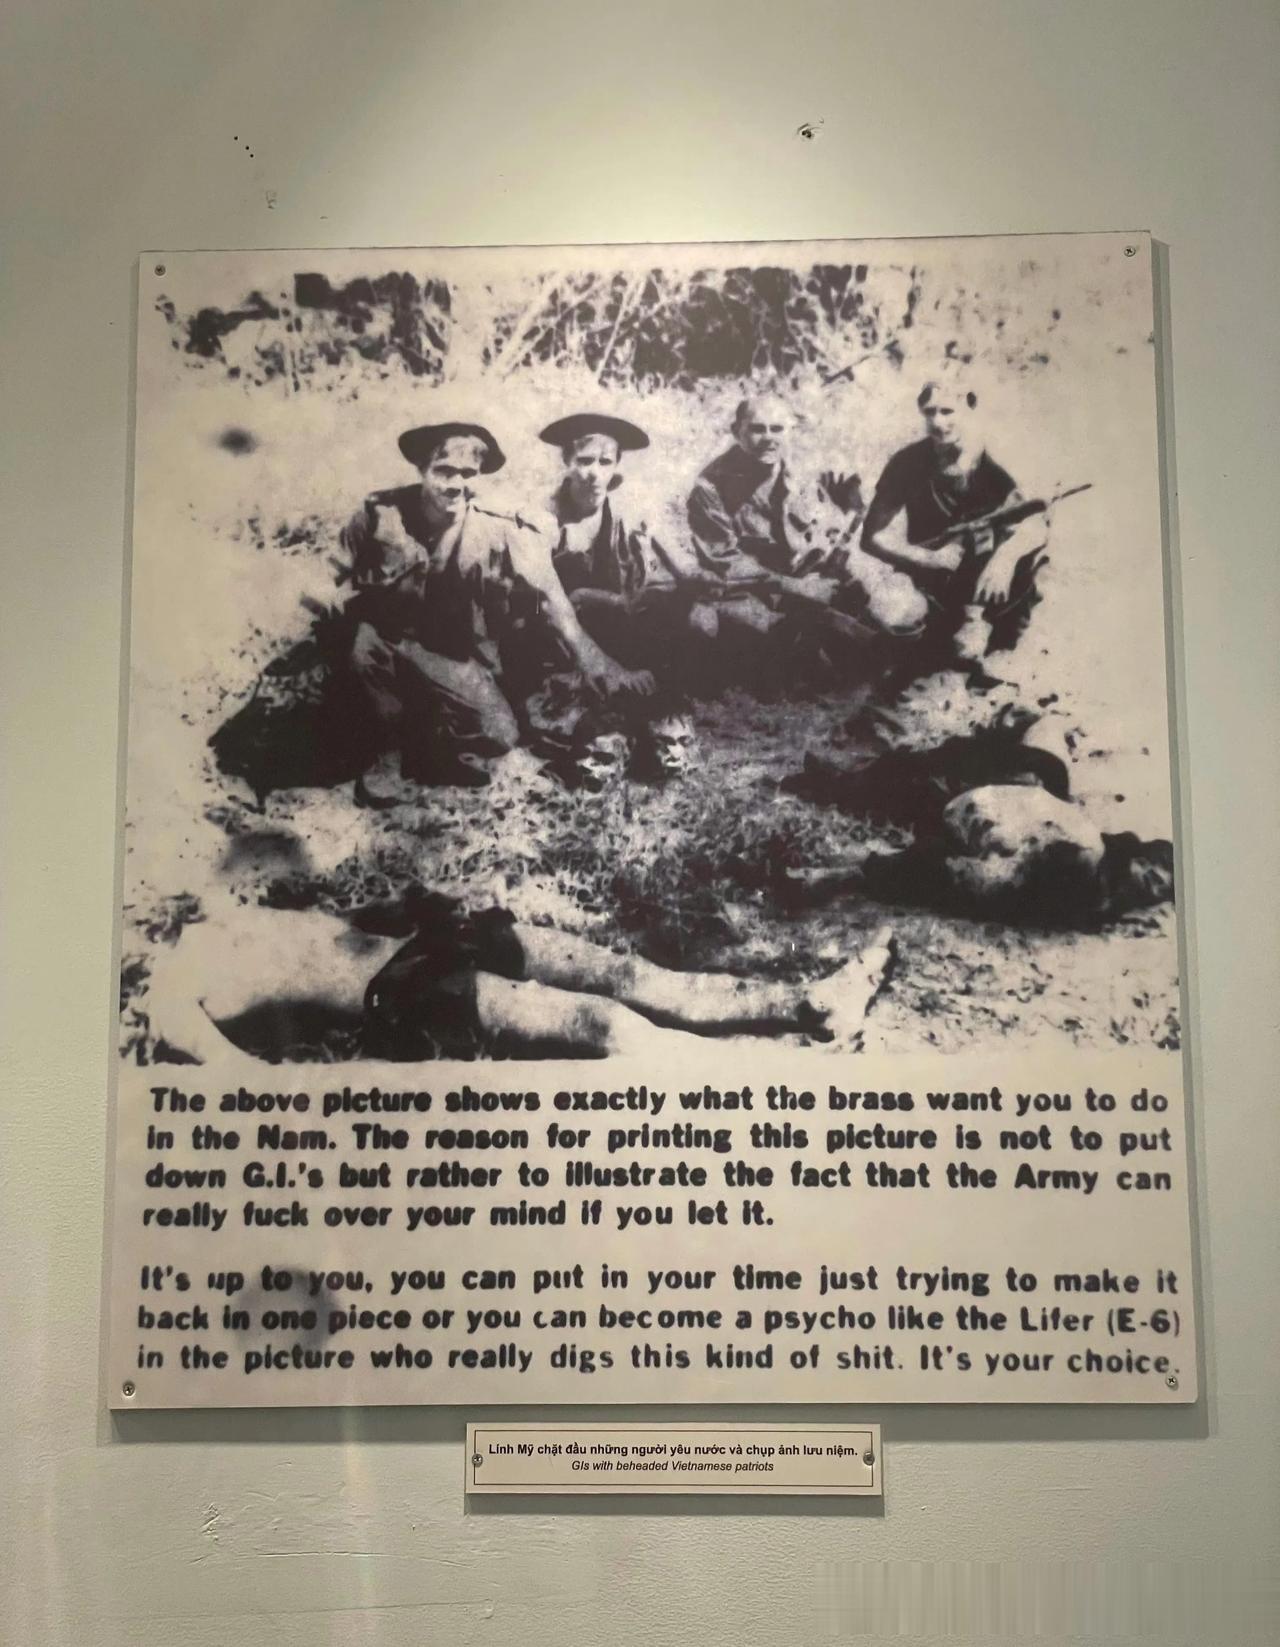 The above picture shows exactly what the brass want you to do
in the Nam. The reason for printing this picture is not to put
down G.I.'s but rather to illustrate the fact that the Army can
really fuck over your mind if you let it.
It's up to you, you can put in your time just trying to make it
back in one piece or you can become a psycho like the Lifer (E-6)
in the picture who really digs this kind of shit. It's your choice.
Lính Mỹ chặt đầu những người yêu nước và chụp ảnh lưu niệm.
GIs with beheaded Vietnamese patriots